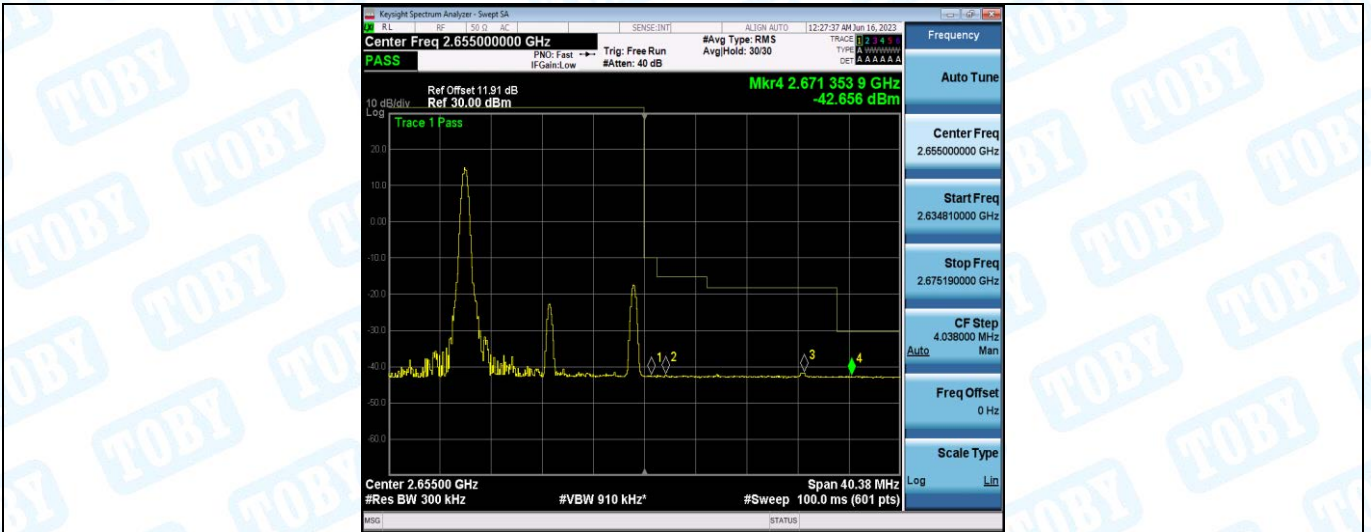 Keysight Spectrum Analyzer - Swept SA
RL RF 50 Ω AC SENSE:INT ALIGN AUTO 12:27:37 AM Jun 16, 2023
Center Freq 2.655000000 GHz
PASS
PNO: Fast
IFGain:Low
Trig: Free Run
#Atten: 40 dB
#Avg Type: RMS
Avg|Hold: 30/30
TRACE 1 2 3 4 5 6
TYPE A WWWWW
DET A A A A A A
Mkr4 2.671 353 9 GHz
-42.656 dBm
Ref Offset 11.91 dB
10 dB/div Ref 30.00 dBm
Log
Trace 1 Pass
20.0
10.0
0.00
-10.0
-20.0
-30.0
-40.0
-50.0
-60.0
1 2 3 4
Center 2.65500 GHz Span 40.38 MHz
#Res BW 300 kHz #VBW 910 kHz* #Sweep 100.0 ms (601 pts)
MSG STATUS
Frequency
Auto Tune
Center Freq
2.655000000 GHz
Start Freq
2.634810000 GHz
Stop Freq
2.675190000 GHz
CF Step
4.038000 MHz
Auto Man
Freq Offset
0 Hz
Scale Type
Log Lin
TOBY